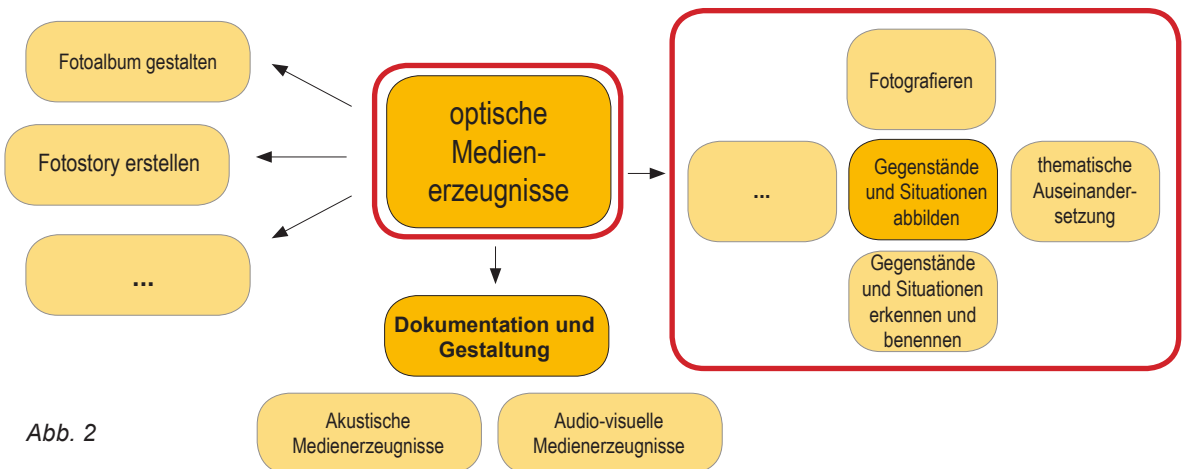 Fotoalbum gestalten
Fotostory erstellen
...
optische
Medien-
erzeugnisse
Dokumentation und
Gestaltung
Akustische
Medienerzeugnisse
Audio-visuelle
Medienerzeugnisse
Fotografieren
...
Gegenstände
und Situationen
abbilden
thematische
Auseinander-
setzung
Gegenstände
und Situationen
erkennen und
benennen
Abb. 2